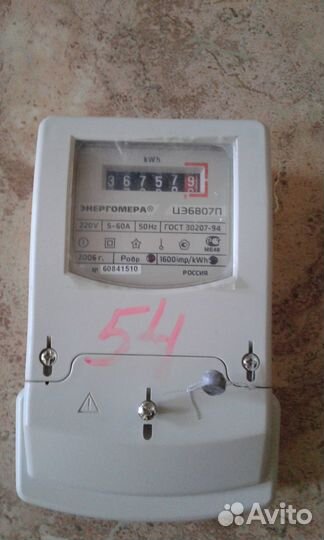 kWh
367579
ЭНЕРГОМЕРА® ЦЭ6807П
220V 5-60A 50Hz ГОСТ 30207-94
2006 г. Робр 1600imp/kWh
№ 60841510 РОССИЯ
54
Avito